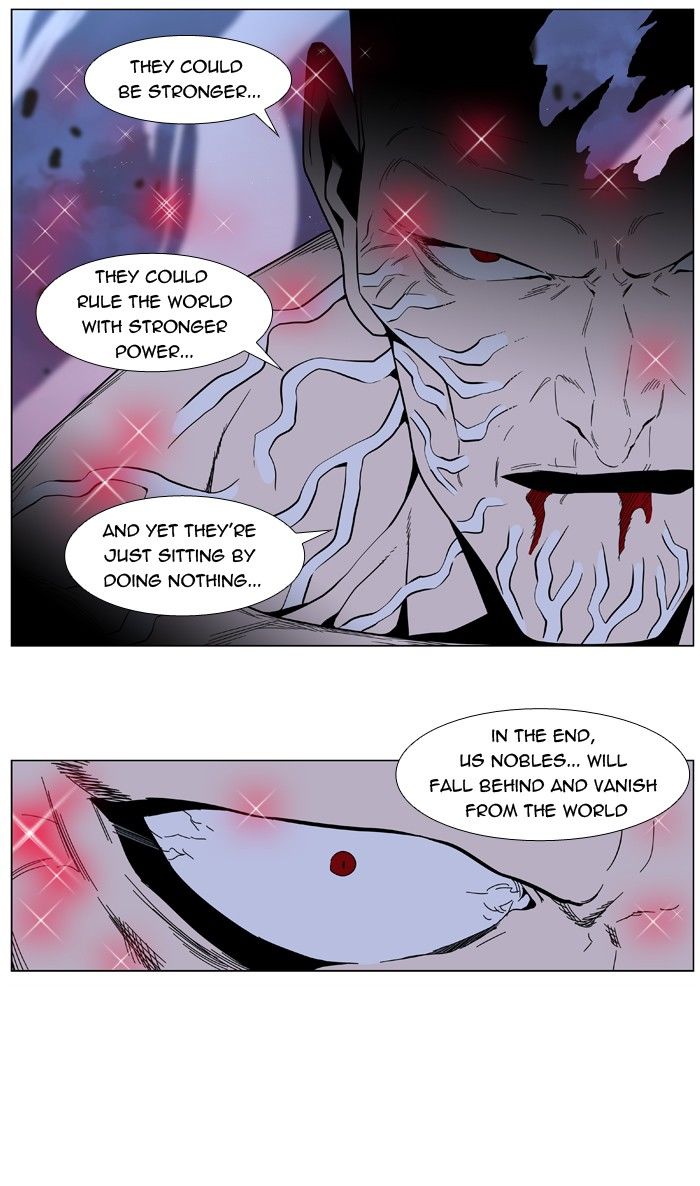 THEY COULD
BE STRONGER...
THEY COULD
RULE THE WORLD
WITH STRONGER
POWER...
AND YET THEY'RE
JUST SITTING BY
DOING NOTHING...
IN THE END,
US NOBLES... WILL
FALL BEHIND AND VANISH
FROM THE WORLD